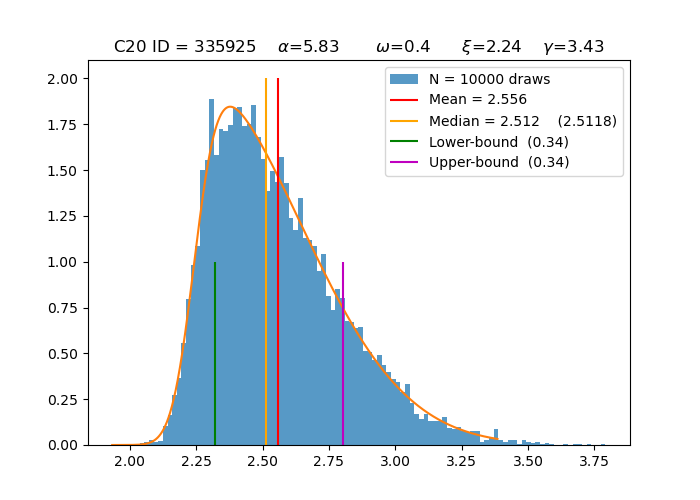 C20 ID = 335925 α=5.83 ω=0.4 ξ=2.24 γ=3.43
N = 10000 draws
Mean = 2.556
Median = 2.512 (2.5118)
Lower-bound (0.34)
Upper-bound (0.34)
2.00
1.75
1.50
1.25
1.00
0.75
0.50
0.25
0.00
2.00 2.25 2.50 2.75 3.00 3.25 3.50 3.75